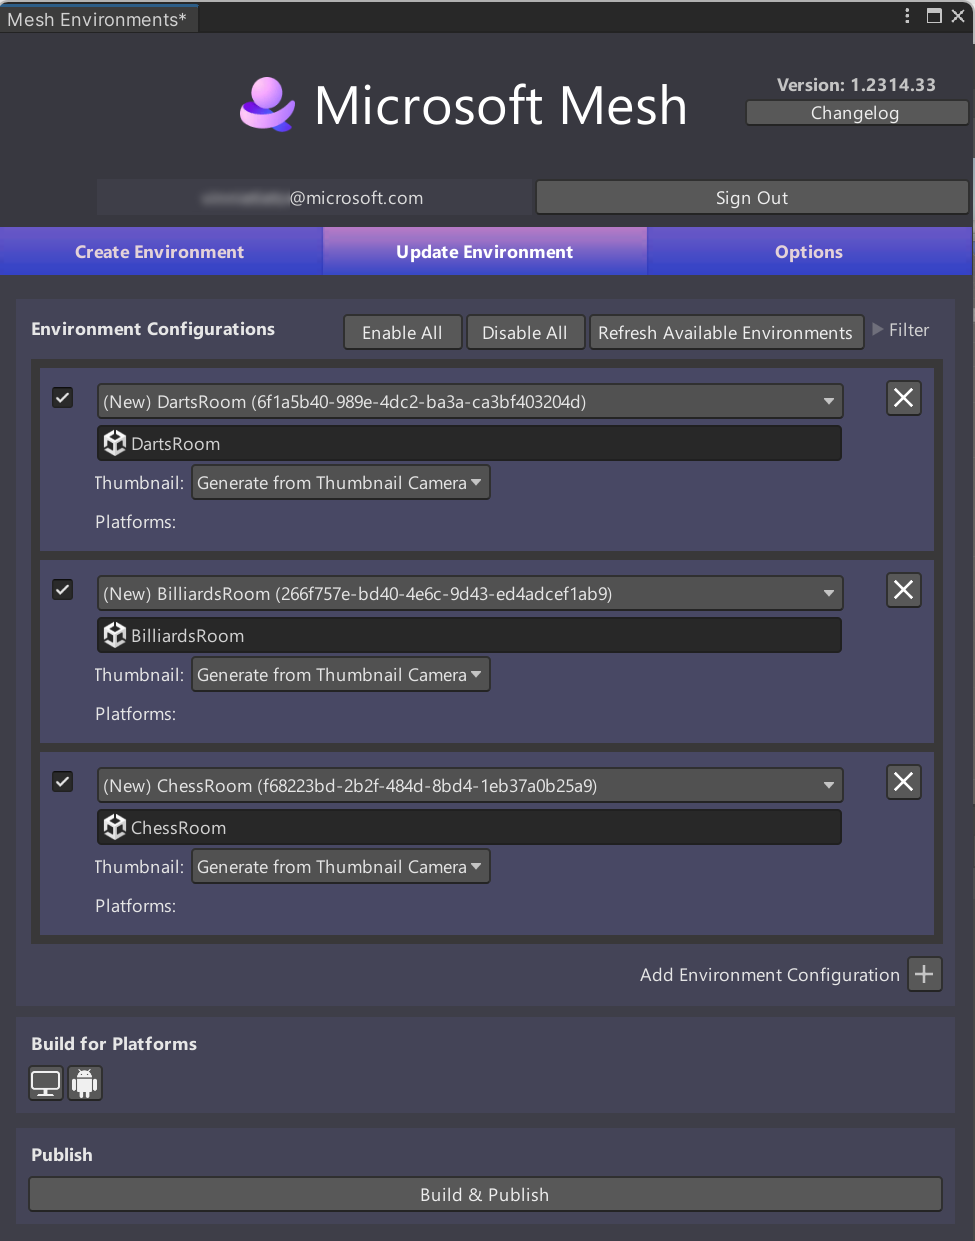 Mesh Environments*
Microsoft Mesh
Version: 1.2314.33
Changelog
@microsoft.com
Sign Out
Create Environment
Update Environment
Options
Environment Configurations
Enable All
Disable All
Refresh Available Environments
Filter
(New) DartsRoom (6f1a5b40-989e-4dc2-ba3a-ca3bf403204d)
DartsRoom
Thumbnail: Generate from Thumbnail Camera
Platforms:
(New) BilliardsRoom (266f757e-bd40-4e6c-9d43-ed4adcef1ab9)
BilliardsRoom
Thumbnail: Generate from Thumbnail Camera
Platforms:
(New) ChessRoom (f68223bd-2b2f-484d-8bd4-1eb37a0b25a9)
ChessRoom
Thumbnail: Generate from Thumbnail Camera
Platforms:
Add Environment Configuration
Build for Platforms
Publish
Build & Publish